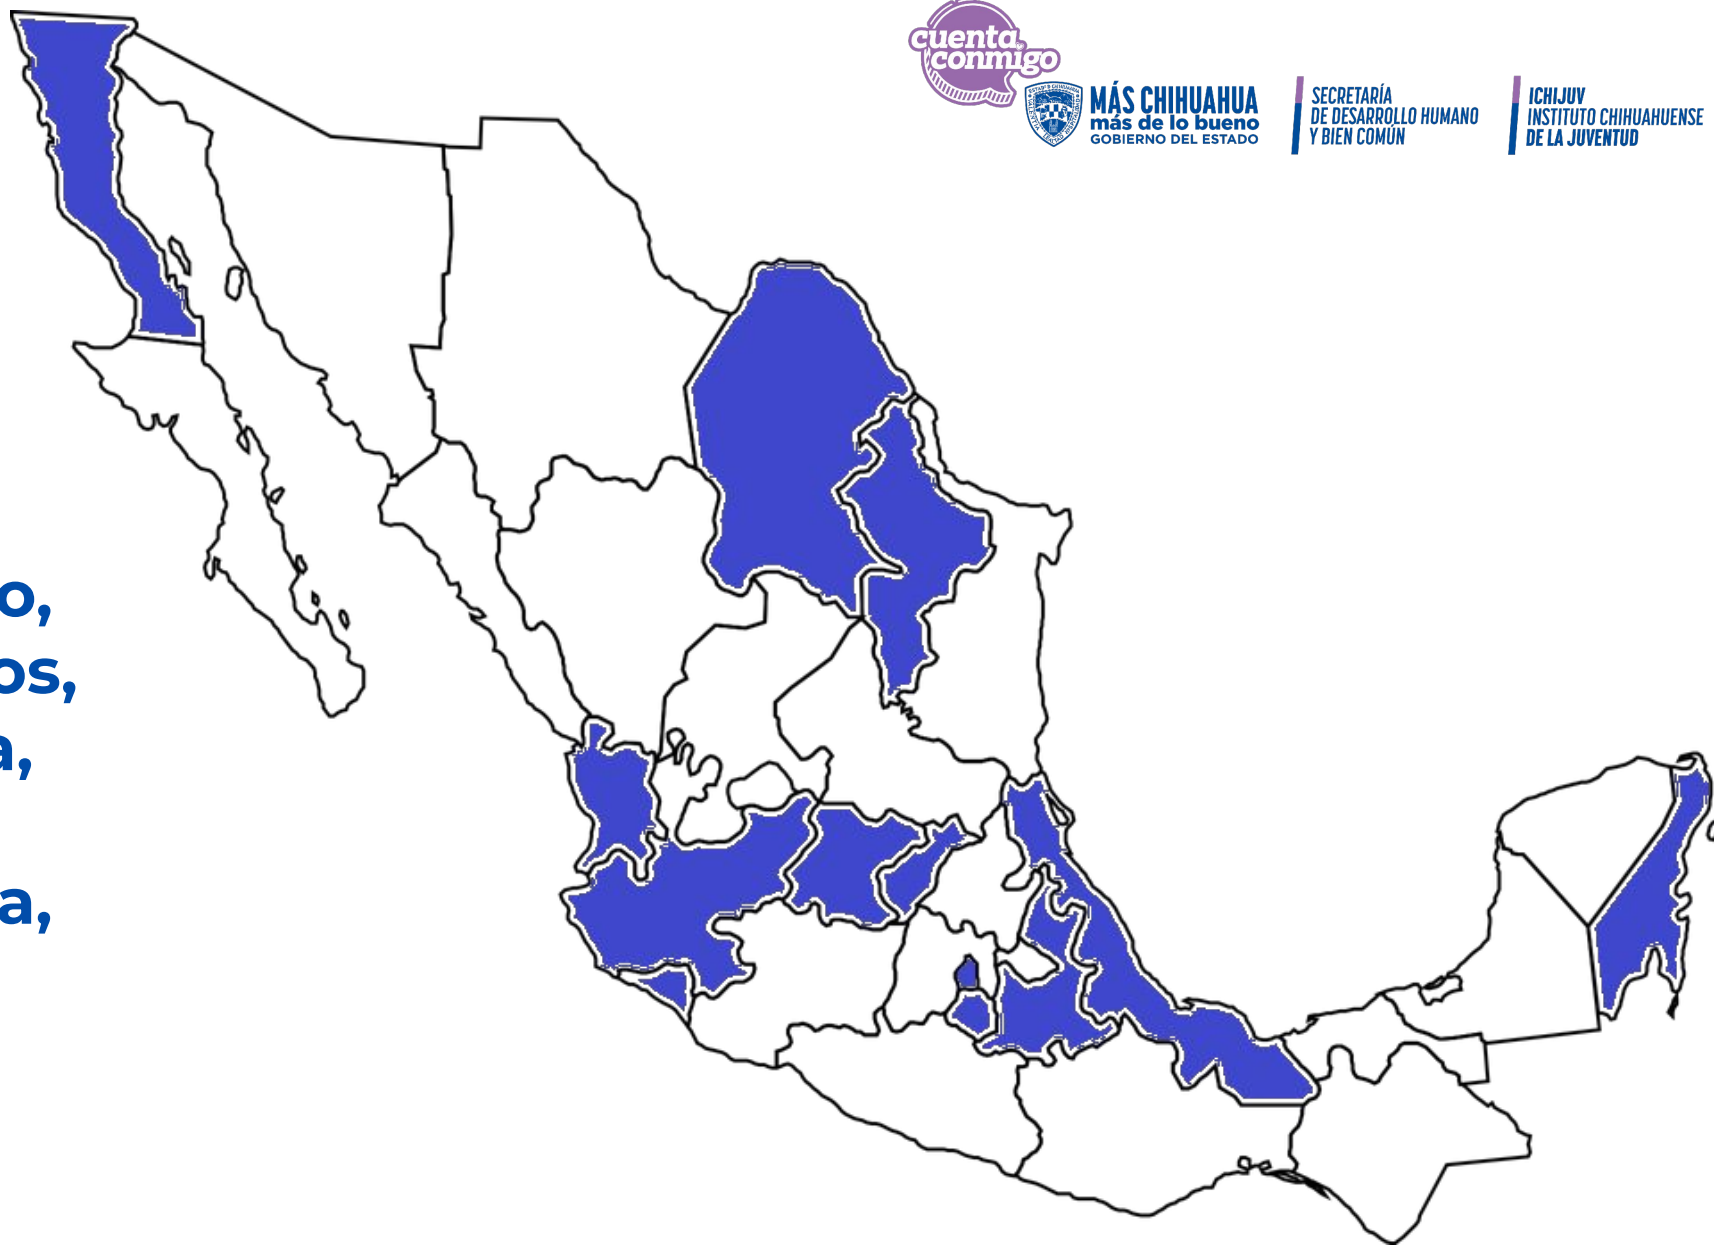 cuenta
conmigo
MÁS CHIHUAHUA
más de lo bueno
GOBIERNO DEL ESTADO
SECRETARÍA
DE DESARROLLO HUMANO
Y BIEN COMÚN
ICHIJUV
INSTITUTO CHIHUAHUENSE
DE LA JUVENTUD
o,
os,
a,
a,